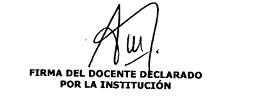 FIRMA DEL DOCENTE DECLARADO
POR LA INSTITUCIÓN